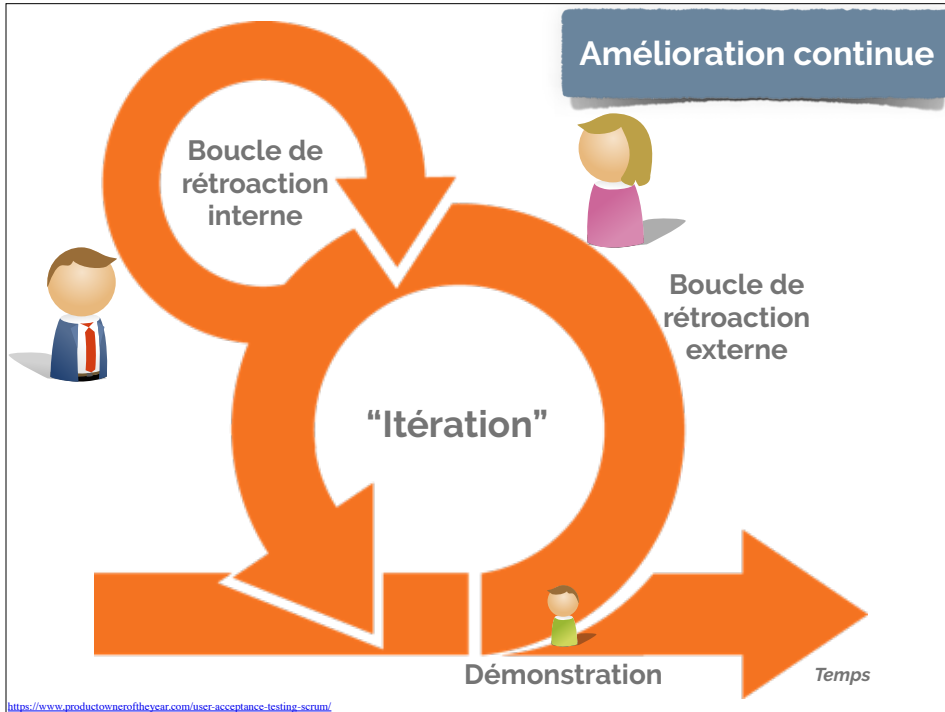 Amélioration continue
Boucle de
rétroaction
interne
Boucle de
rétroaction
externe
“Itération”
Démonstration
Temps
https://www.productowneroftheyear.com/user-acceptance-testing-scrum/